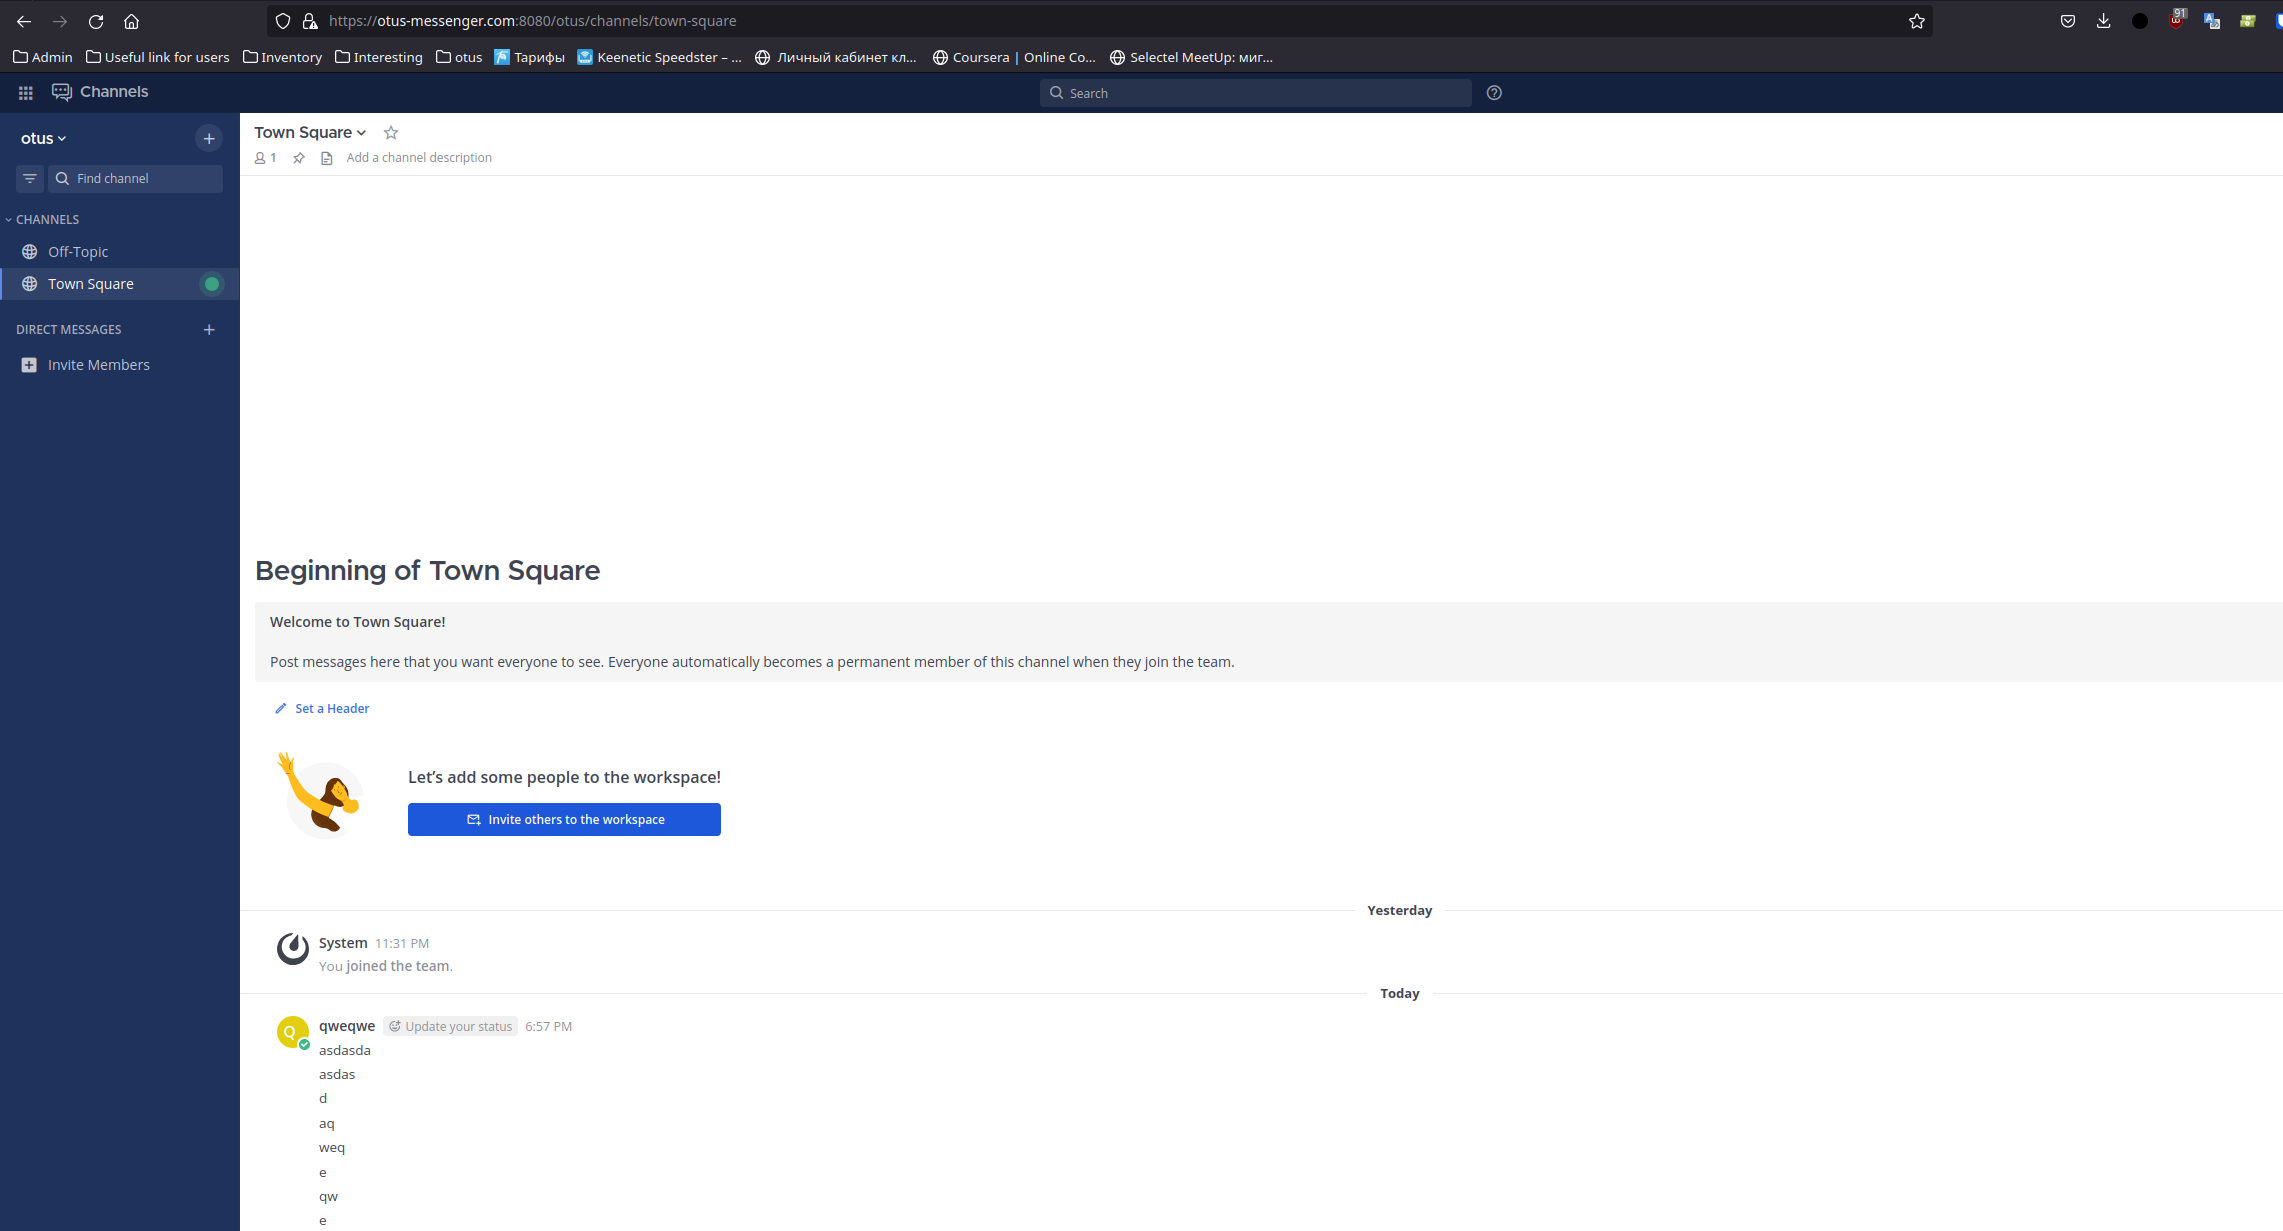 https://otus-messenger.com:8080/otus/channels/town-square
91
Admin Useful link for users Inventory Interesting otus Тарифы Keenetic Speedster – ... Личный кабинет кл... Coursera | Online Co... Selectel MeetUp: миг...
Channels
Search
otus
Find channel
CHANNELS
Off-Topic
Town Square
DIRECT MESSAGES
Invite Members
Town Square
1 Add a channel description
Beginning of Town Square
Welcome to Town Square!
Post messages here that you want everyone to see. Everyone automatically becomes a permanent member of this channel when they join the team.
Set a Header
Let’s add some people to the workspace!
Invite others to the workspace
Yesterday
System 11:31 PM
You joined the team.
Today
Q
qweqwe Update your status 6:57 PM
asdasda
asdas
d
aq
weq
e
qw
e